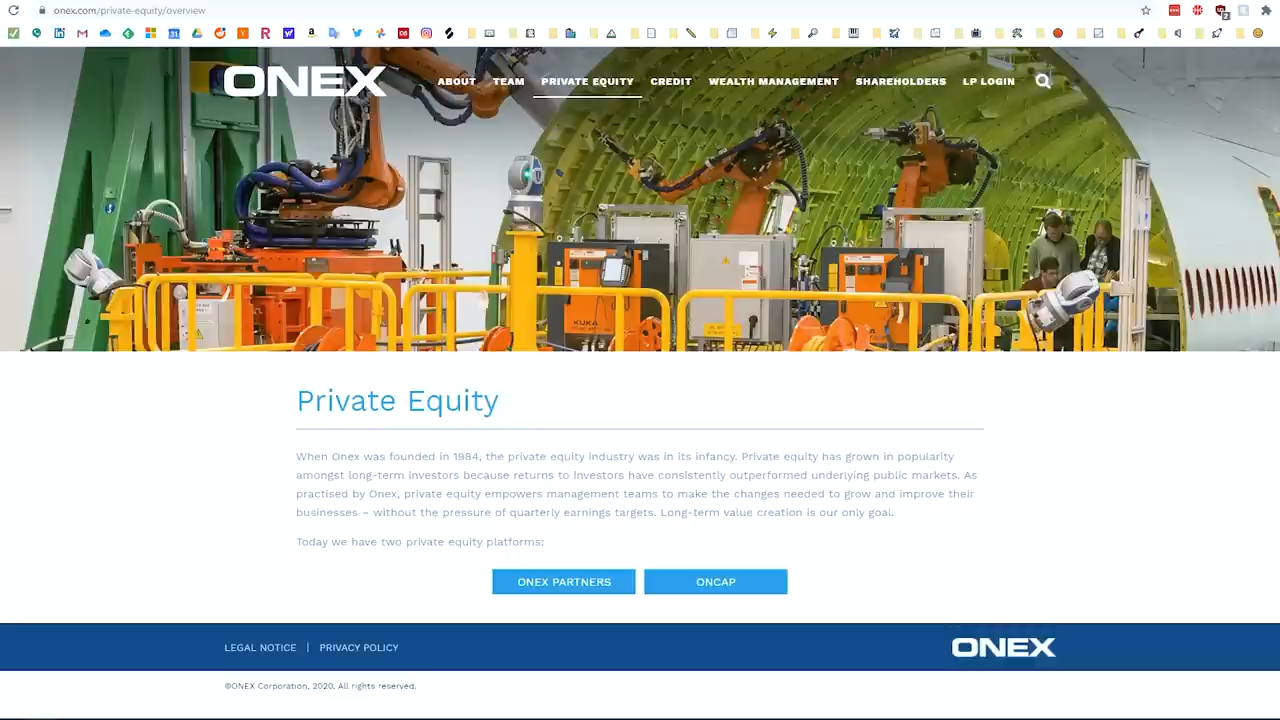 onex.com/private-equity/overview
ONEX
ABOUT TEAM PRIVATE EQUITY CREDIT WEALTH MANAGEMENT SHAREHOLDERS LP LOGIN
KUKA
Private Equity
When Onex was founded in 1984, the private equity industry was in its infancy. Private equity has grown in popularity
amongst long-term investors because returns to investors have consistently outperformed underlying public markets. As
practised by Onex, private equity empowers management teams to make the changes needed to grow and improve their
businesses – without the pressure of quarterly earnings targets. Long-term value creation is our only goal.
Today we have two private equity platforms:
ONEX PARTNERS ONCAP
LEGAL NOTICE | PRIVACY POLICY
ONEX
©ONEX Corporation, 2020. All rights reserved.